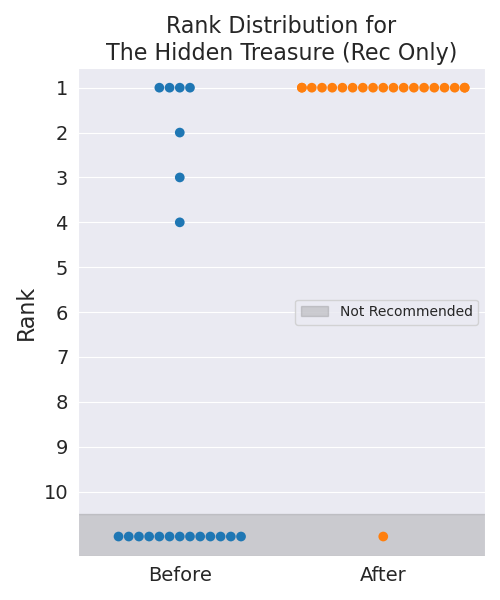 Rank Distribution for
The Hidden Treasure (Rec Only)
Rank
1
2
3
4
5
6
7
8
9
10
Not Recommended
Before
After